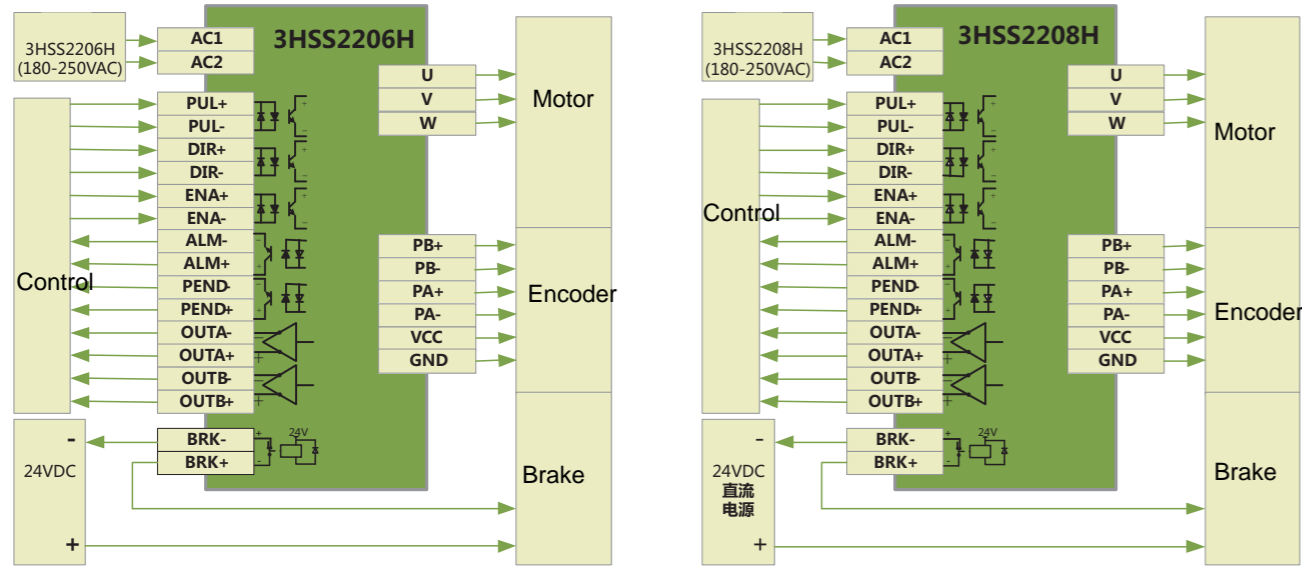 3HSS2206H
(180-250VAC)
AC1
AC2
3HSS2206H
U
V
W
Motor
PUL+
PUL-
DIR+
DIR-
ENA+
ENA-
ALM-
ALM+
PEND-
PEND+
OUTA-
OUTA+
OUTB-
OUTB+
Control
PB+
PB-
PA+
PA-
VCC
GND
Encoder
BRK-
BRK+
24V
-
24VDC
+
Brake
3HSS2208H
(180-250VAC)
AC1
AC2
3HSS2208H
U
V
W
Motor
PUL+
PUL-
DIR+
DIR-
ENA+
ENA-
ALM-
ALM+
PEND-
PEND+
OUTA-
OUTA+
OUTB-
OUTB+
Control
PB+
PB-
PA+
PA-
VCC
GND
Encoder
BRK-
BRK+
24V
-
24VDC
直流
电源
+
Brake